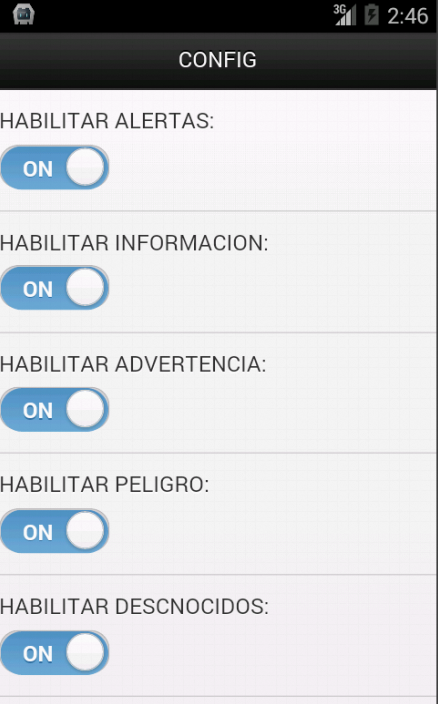 3G 2:46
CONFIG
HABILITAR ALERTAS:
ON
HABILITAR INFORMACION:
ON
HABILITAR ADVERTENCIA:
ON
HABILITAR PELIGRO:
ON
HABILITAR DESCNOCIDOS:
ON